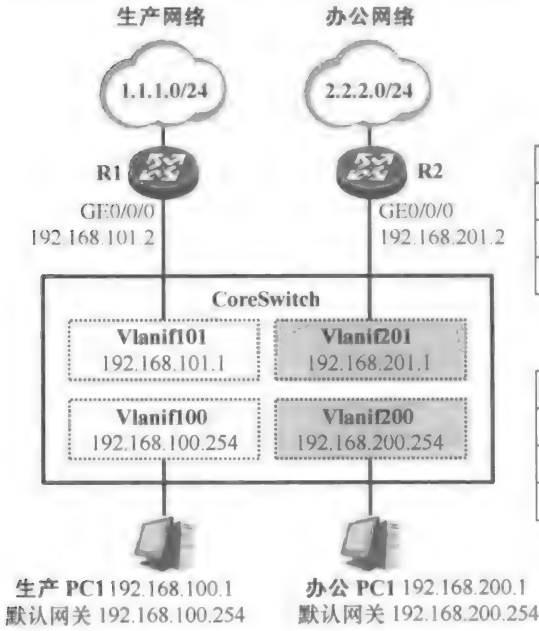 生产网络
办公网络
1.1.1.0/24
2.2.2.0/24
R1
R2
GE0/0/0
192.168.101.2
GE0/0/0
192.168.201.2
CoreSwitch
Vlanif101
192.168.101.1
Vlanif201
192.168.201.1
Vlanif100
192.168.100.254
Vlanif200
192.168.200.254
生产 PC1 192.168.100.1
默认网关 192.168.100.254
办公 PC1 192.168.200.1
默认网关 192.168.200.254